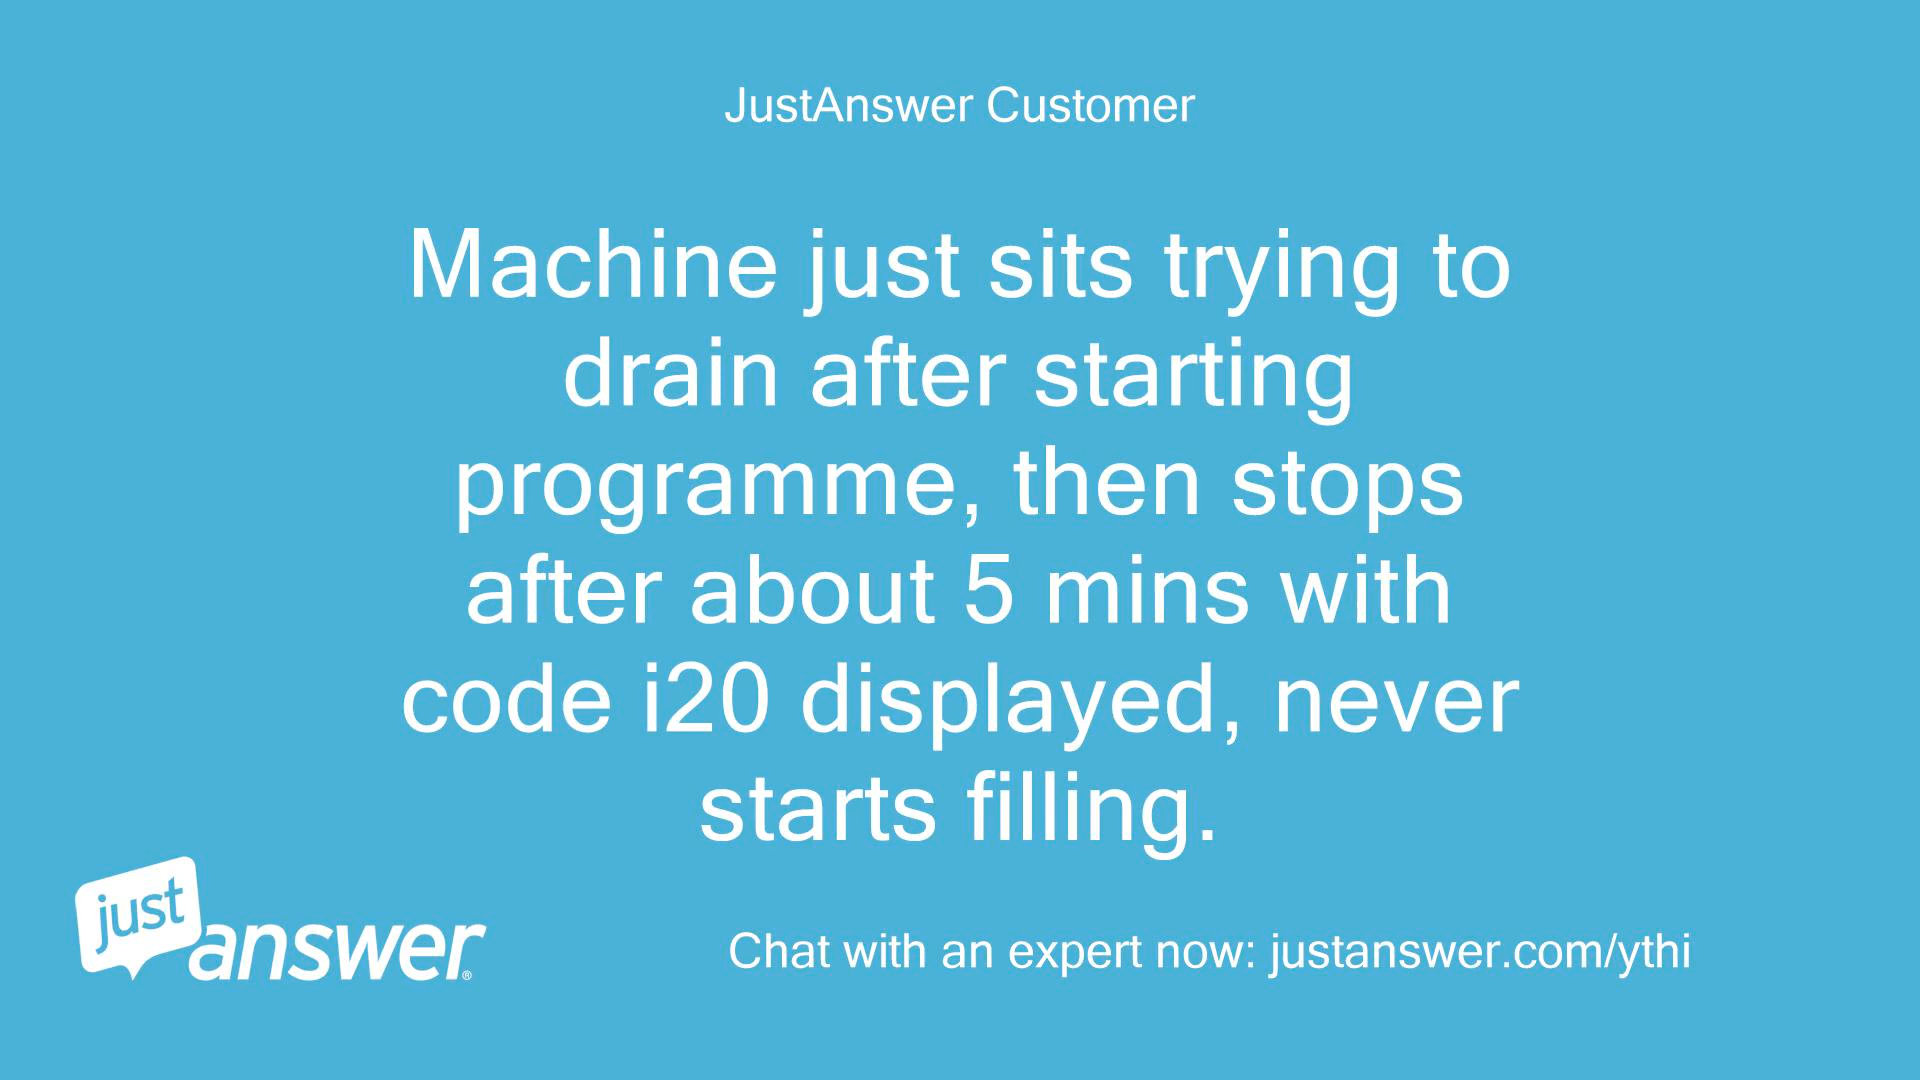 JustAnswer Customer
Machine just sits trying to
drain after starting
programme, then stops
after about 5 mins with
code i20 displayed, never
starts filling.
just
answer®
Chat with an expert now: justanswer.com/ythi